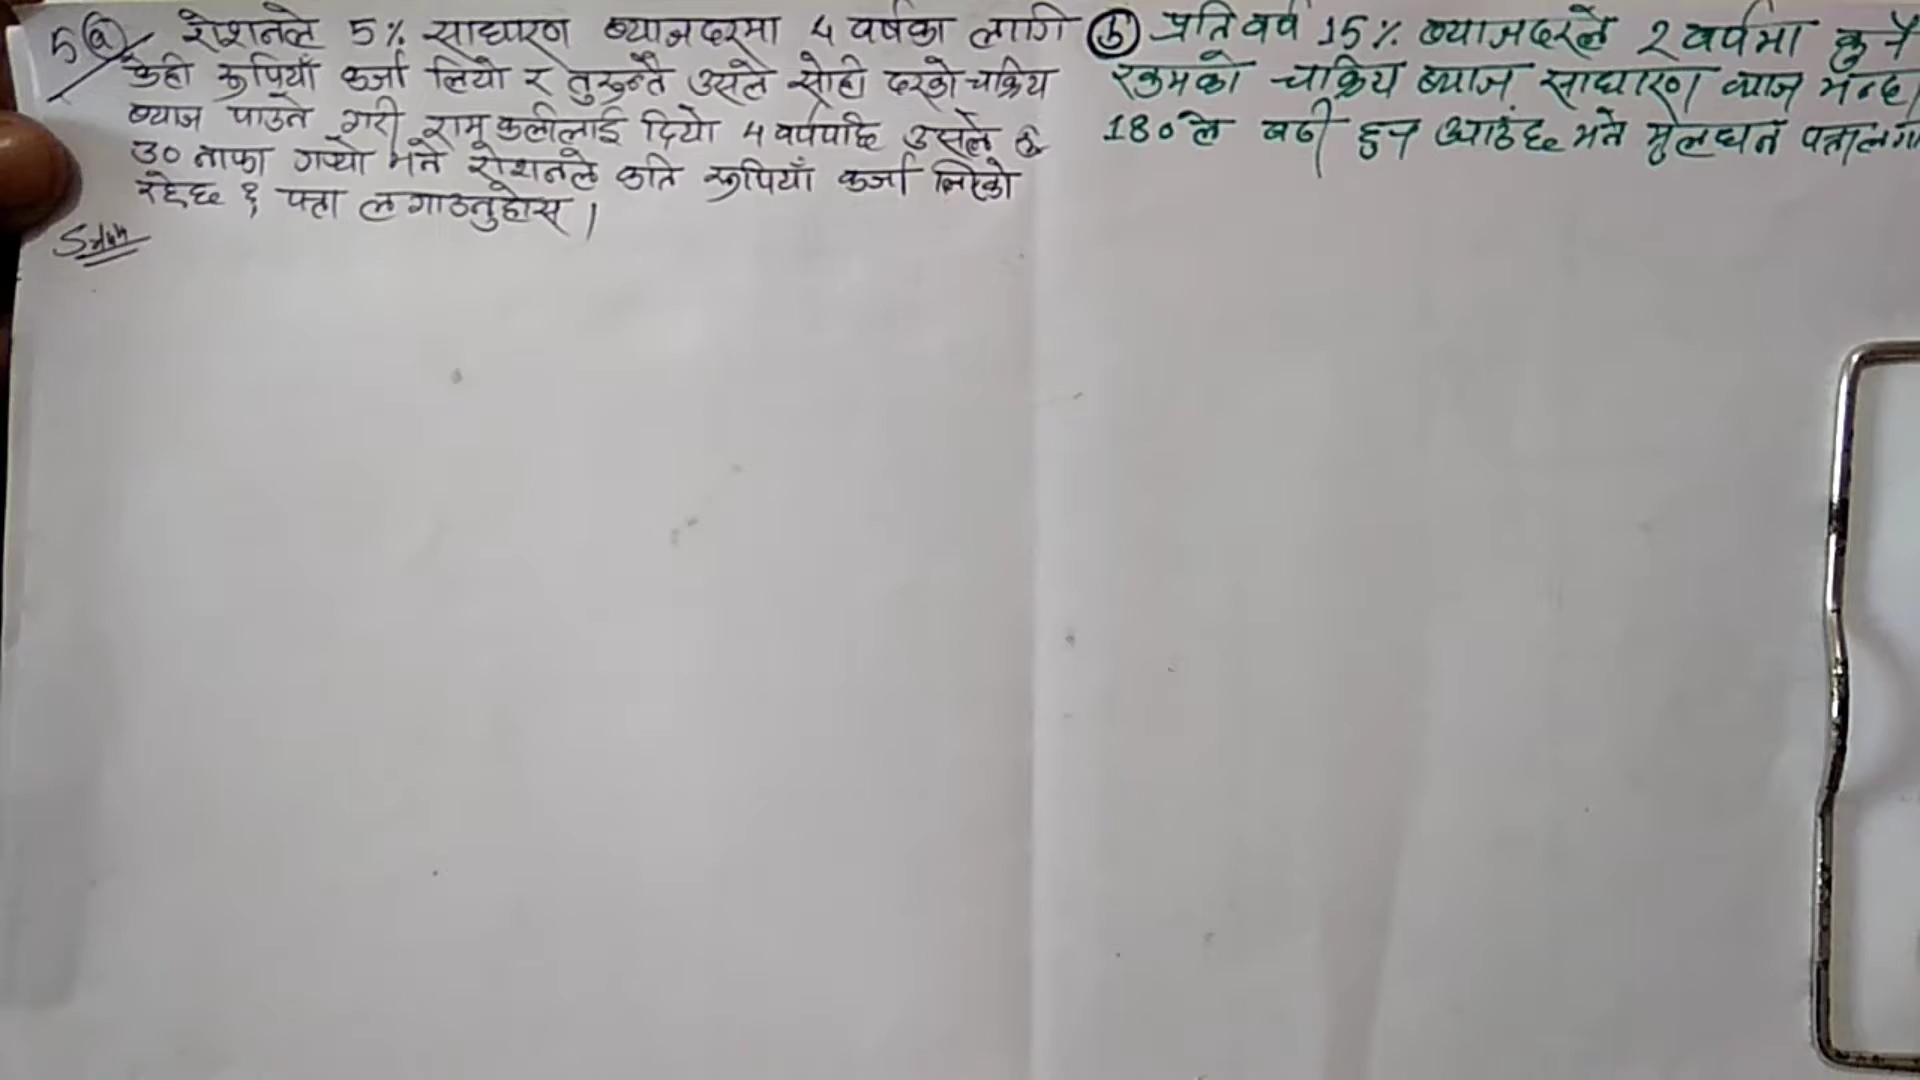 5 (a) रोशनले 5% साधारण ब्याजदरमा 4 वर्षका लागि
केही रूपियाँ कर्जा लियो र तुरून्तै उसले सोही दरको चक्रिय
ब्याज पाउने गरी रामु कलीलाई दियो 4 वर्षपछि उसले रु
30 नाफा गर्‍यो भने रोशनले कति रूपियाँ कर्जा लिएको
रहेछ ? पत्ता लगाउनुहोस ।
Soln
(b) प्रति वर्ष 15% ब्याजदरले 2 वर्षमा कुनै
रकमको चक्रिय ब्याज साधारण ब्याज भन्दा
180 ले बढी हुन आउंछ भने मुलधन पत्ता लगा